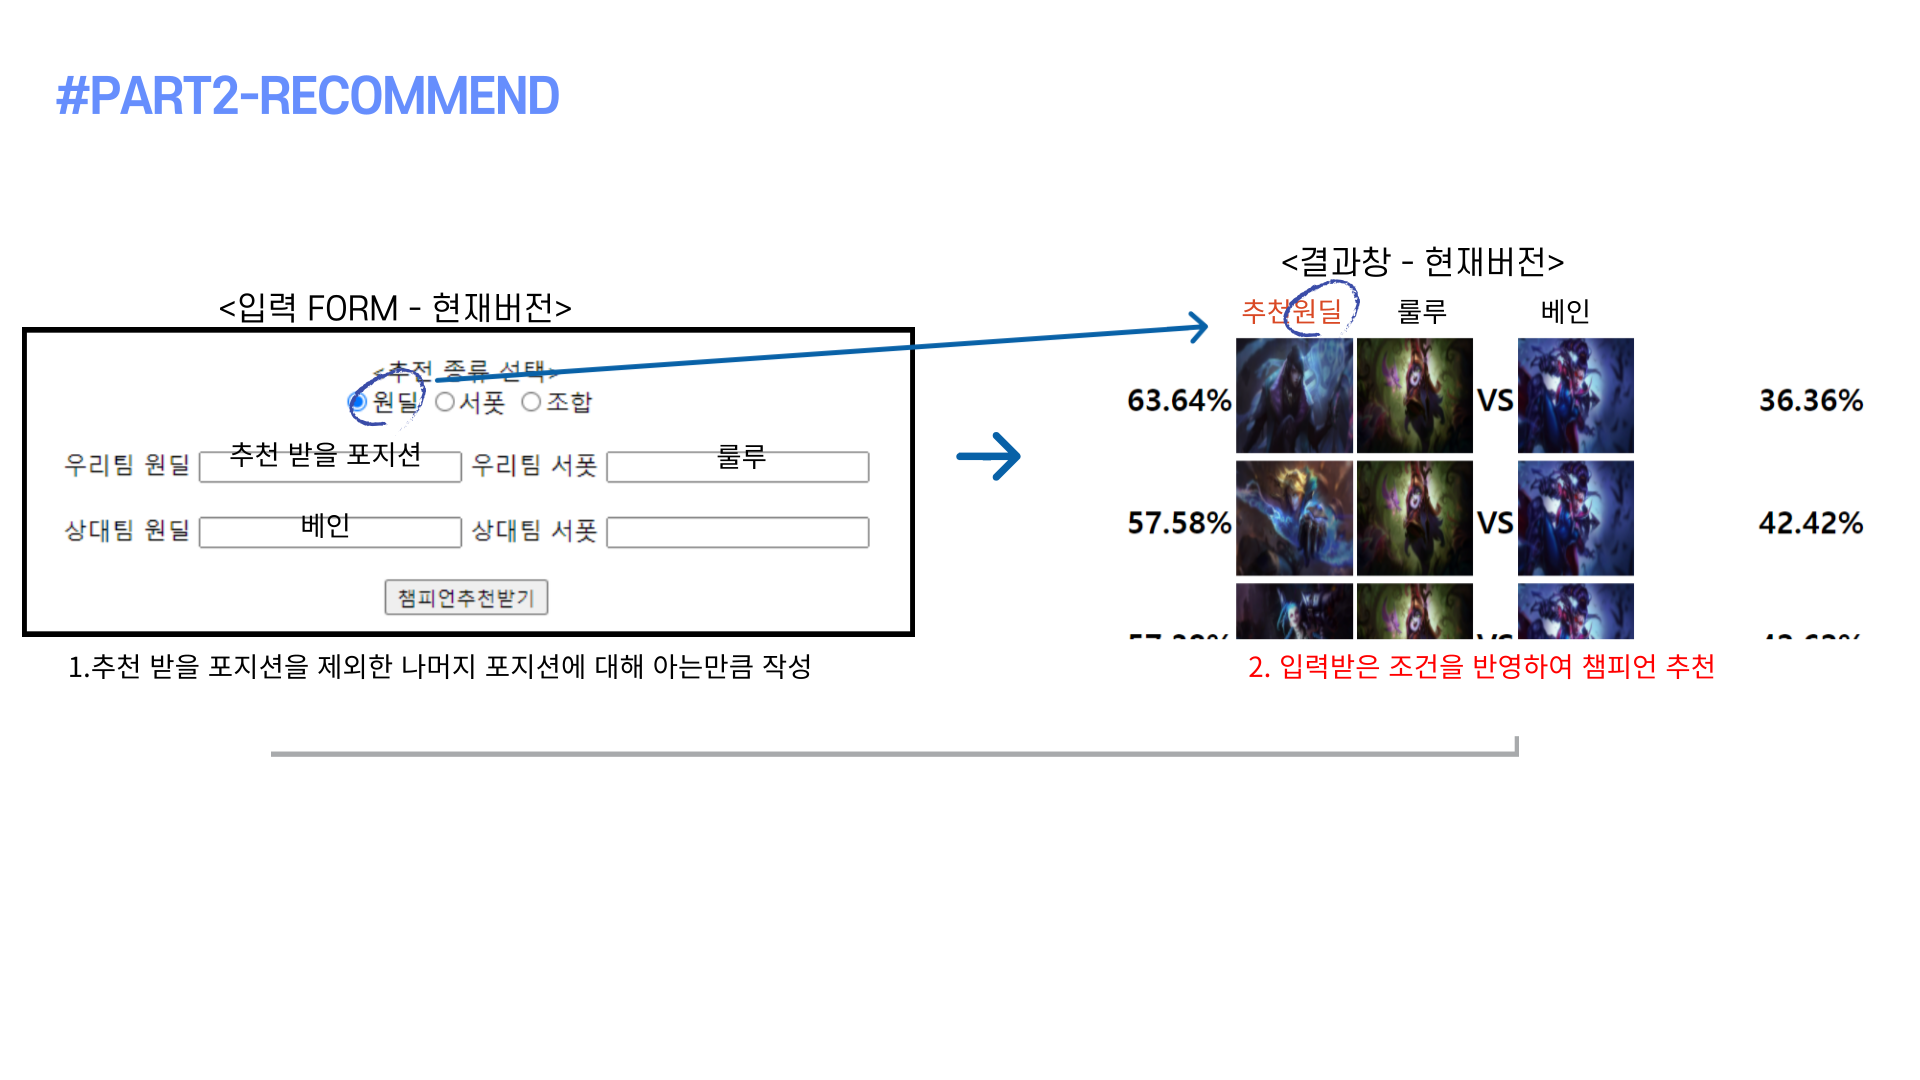 #PART2-RECOMMEND
<입력 FORM - 현재버전>
<추전 종류 선택>
원딜 서폿 조합
우리팀 원딜 추천 받을 포지션 우리팀 서폿 룰루
상대팀 원딜 베인 상대팀 서폿
챔피언추천받기
1.추천 받을 포지션을 제외한 나머지 포지션에 대해 아는만큼 작성
<결과창 - 현재버전>
추천원딜 룰루 베인
63.64% VS 36.36%
57.58% VS 42.42%
VS
2. 입력받은 조건을 반영하여 챔피언 추천